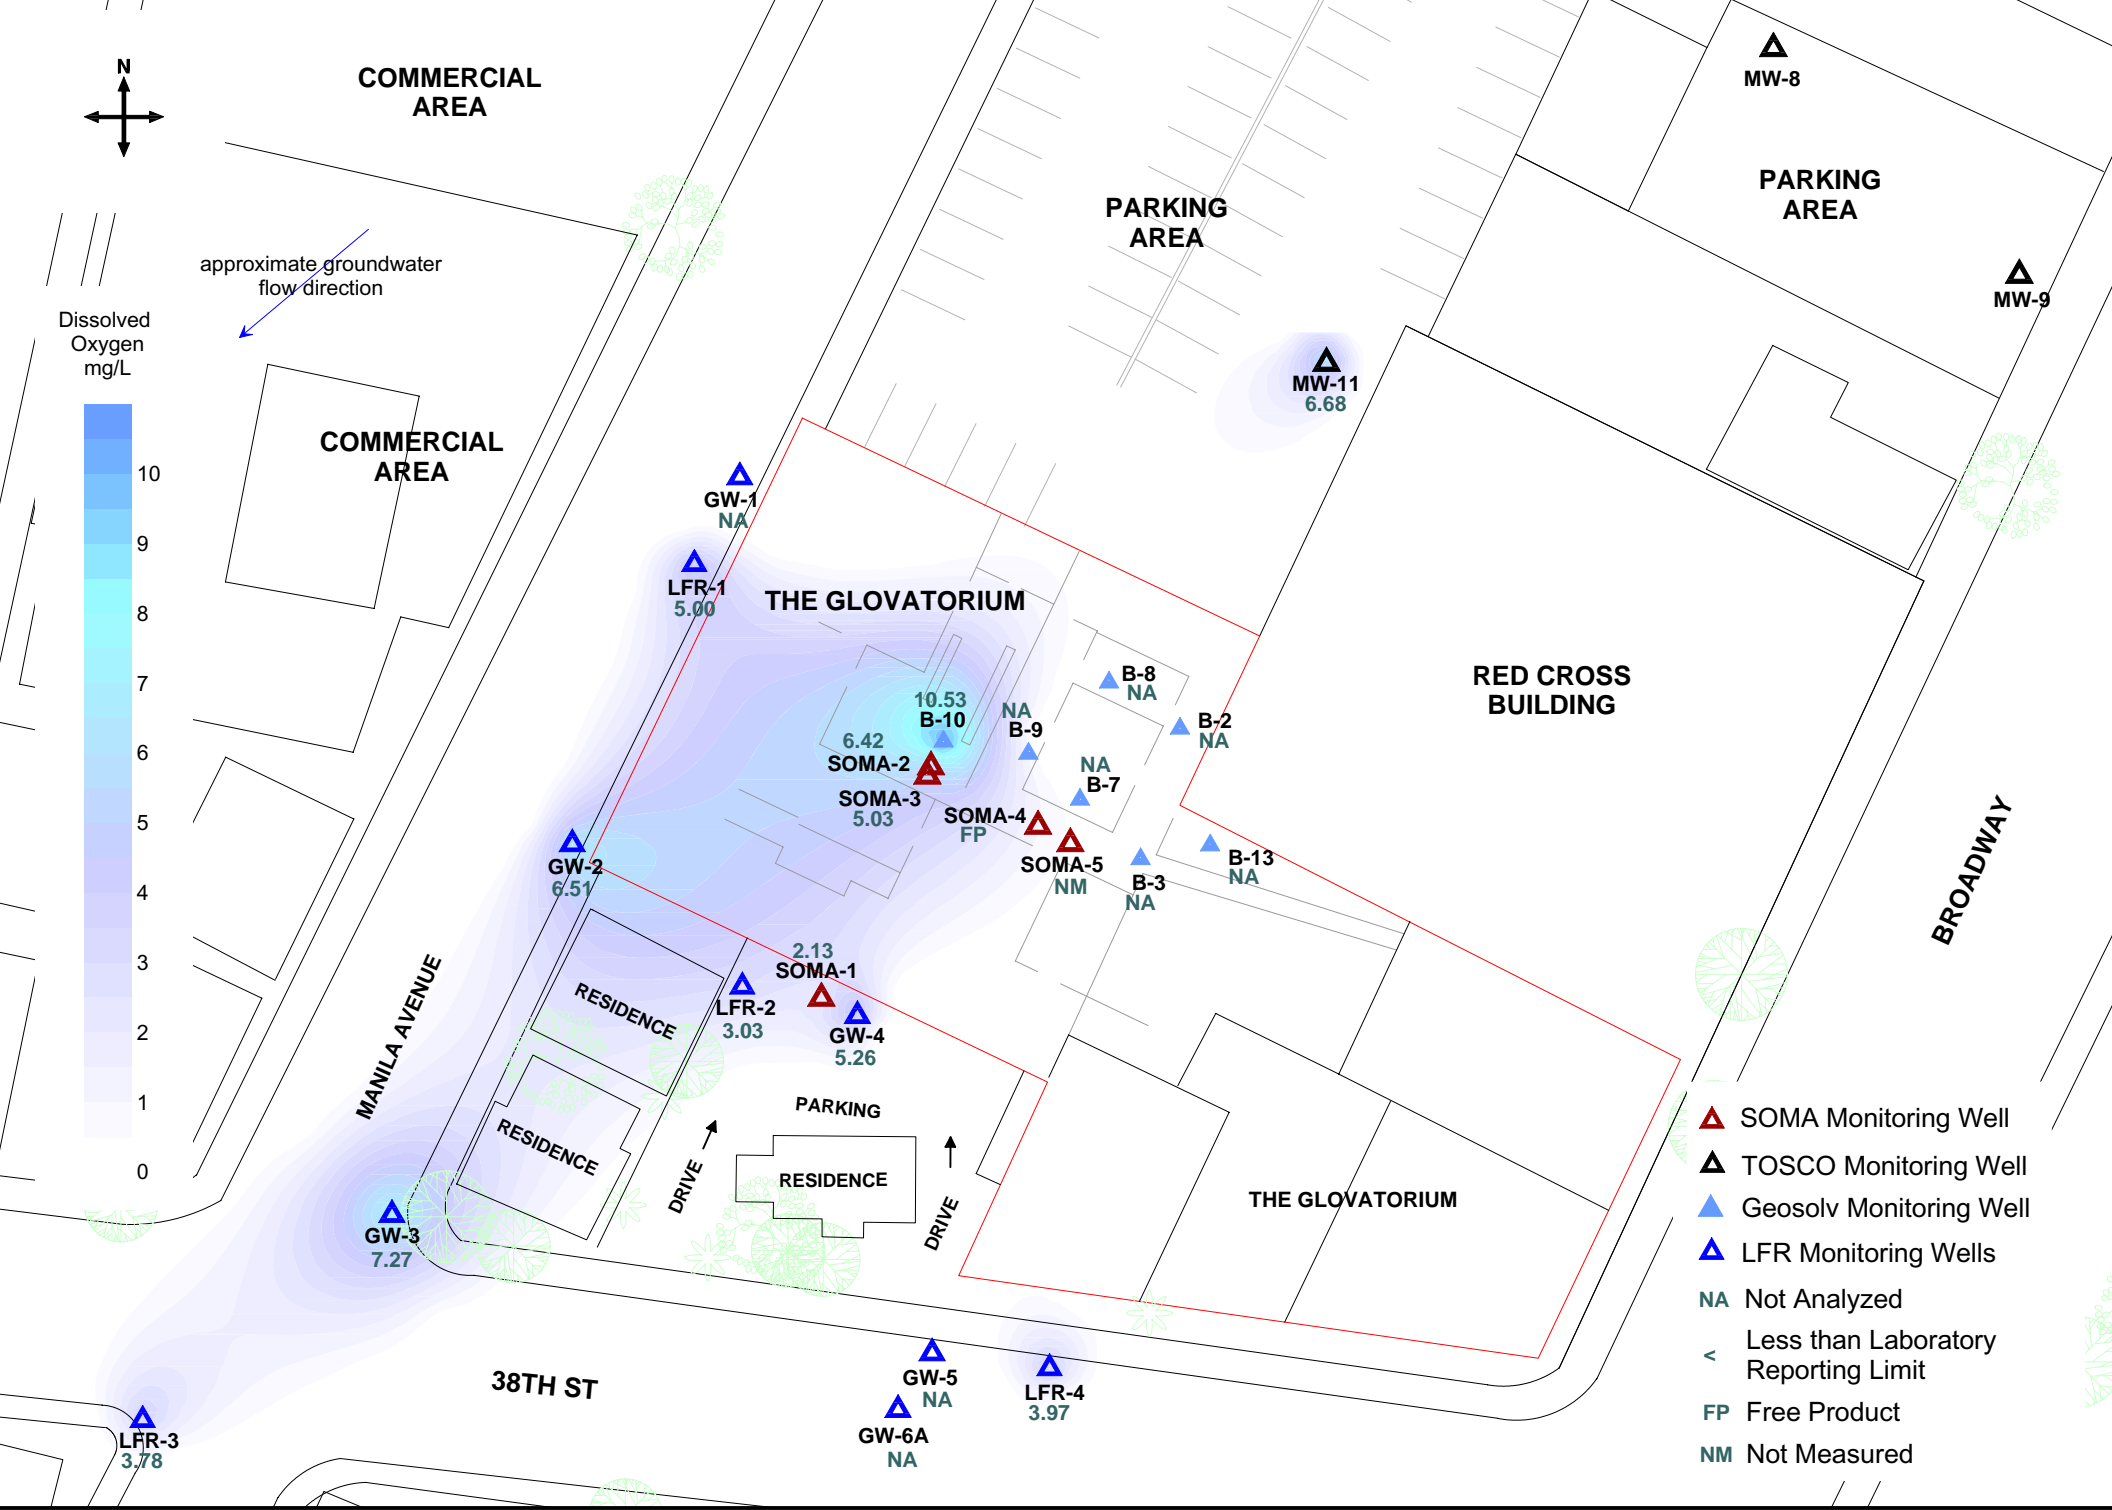 N
COMMERCIAL
AREA
MW-8
PARKING
AREA
PARKING
AREA
approximate groundwater
flow direction
MW-9
Dissolved
Oxygen
mg/L
10
9
8
7
6
5
4
3
2
1
0
MW-11
6.68
COMMERCIAL
AREA
GW-1
NA
LFR-1
5.00
THE GLOVATORIUM
B-8
NA
RED CROSS
BUILDING
10.53
B-10
NA
B-9
B-2
NA
6.42
SOMA-2
NA
B-7
SOMA-3
5.03
SOMA-4
FP
SOMA-5
NM
B-13
NA
B-3
NA
GW-2
6.51
BROADWAY
2.13
SOMA-1
LFR-2
3.03
GW-4
5.26
RESIDENCE
MANILA AVENUE
PARKING
RESIDENCE
DRIVE
RESIDENCE
DRIVE
THE GLOVATORIUM
GW-3
7.27
38TH ST
GW-5
NA
LFR-4
3.97
GW-6A
NA
LFR-3
3.78
SOMA Monitoring Well
TOSCO Monitoring Well
Geosolv Monitoring Well
LFR Monitoring Wells
NA Not Analyzed
< Less than Laboratory
Reporting Limit
FP Free Product
NM Not Measured